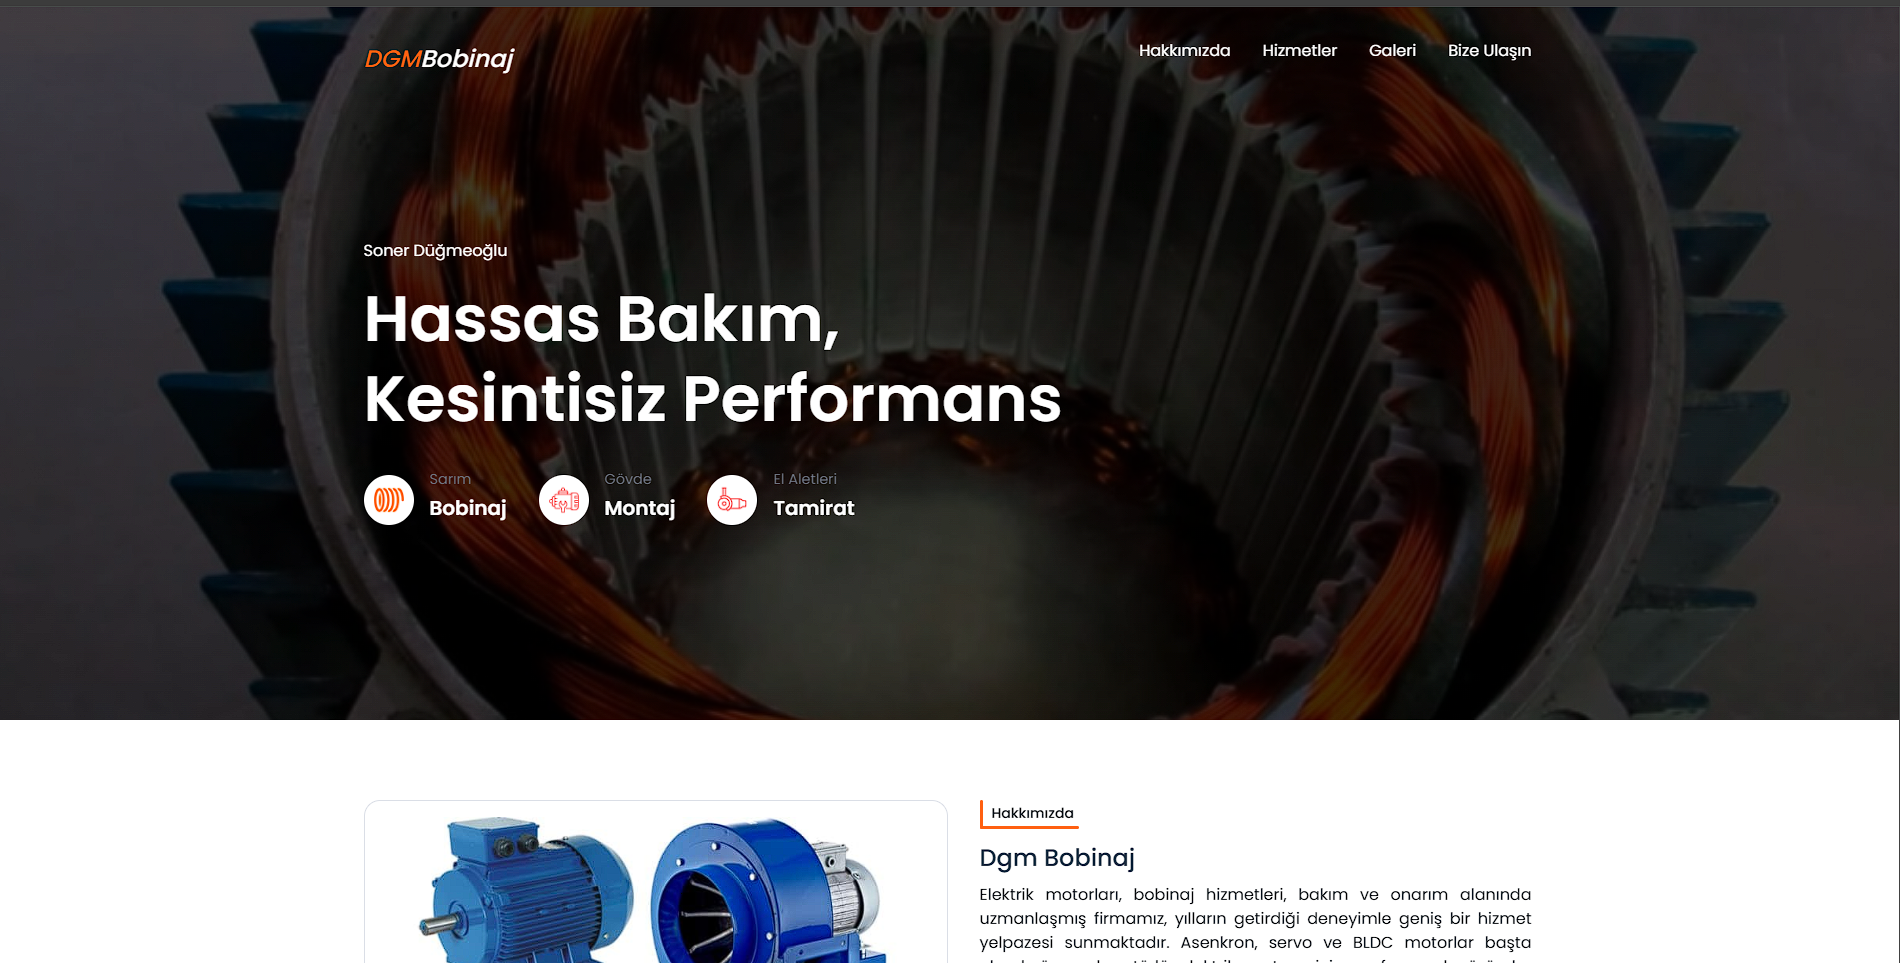 DGMBobinaj
Hakkımızda
Hizmetler
Galeri
Bize Ulaşın
Soner Düğmeoğlu
Hassas Bakım,
Kesintisiz Performans
Sarım
Bobinaj
Gövde
Montaj
El Aletleri
Tamirat
Hakkımızda
Dgm Bobinaj
Elektrik motorları, bobinaj hizmetleri, bakım ve onarım alanında
uzmanlaşmış firmamız, yılların getirdiği deneyimle geniş bir hizmet
yelpazesi sunmaktadır. Asenkron, servo ve BLDC motorlar başta